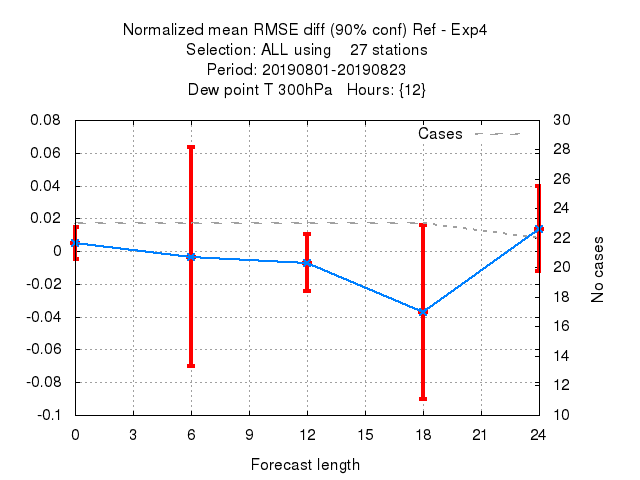 Normalized mean RMSE diff (90% conf) Ref - Exp4
Selection: ALL using    27 stations
Period: 20190801-20190823
Dew point T 300hPa   Hours: {12}
Cases
0.08
0.06
0.04
0.02
0
-0.02
-0.04
-0.06
-0.08
-0.1
30
28
26
24
22
20
18
16
14
12
10
No cases
0 3 6 9 12 15 18 21 24
Forecast length